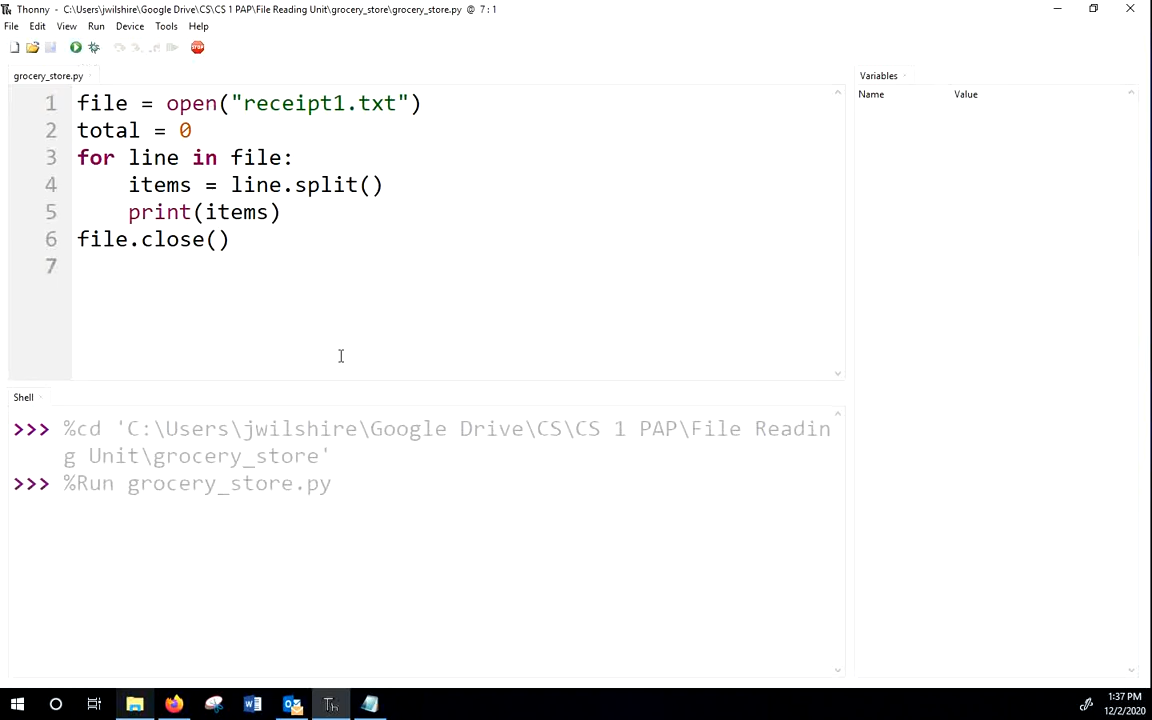 Thonny - C:\Users\jwilshire\Google Drive\CS\CS 1 PAP\File Reading Unit\grocery_store\grocery_store.py @ 7 : 1
File Edit View Run Device Tools Help
STOP
grocery_store.py
Variables
Name Value
1 file = open("receipt1.txt")
2 total = 0
3 for line in file:
4 items = line.split()
5 print(items)
6 file.close()
7
Shell
>>> %cd 'C:\Users\jwilshire\Google Drive\CS\CS 1 PAP\File Readin
g Unit\grocery_store'
>>> %Run grocery_store.py
Th
1:37 PM
12/2/2020